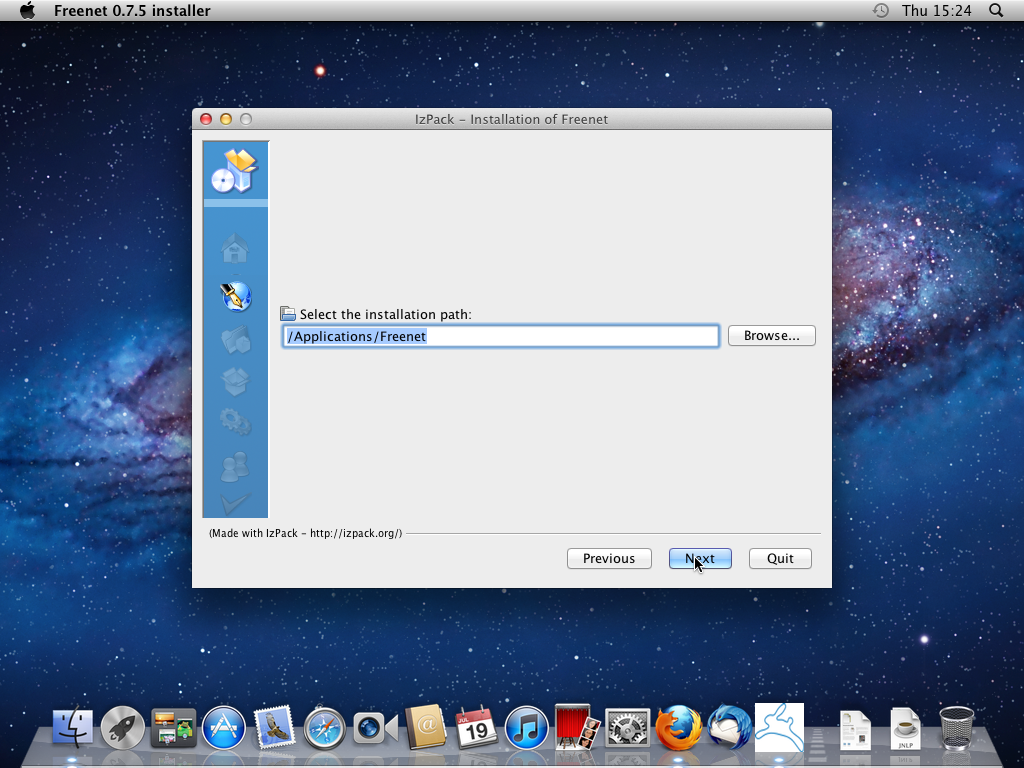 Freenet 0.7.5 installer
Thu 15:24
IzPack – Installation of Freenet
Select the installation path:
/Applications/Freenet
Browse...
(Made with IzPack – http://izpack.org/)
Previous
Next
Quit
JUL
19
JNLP